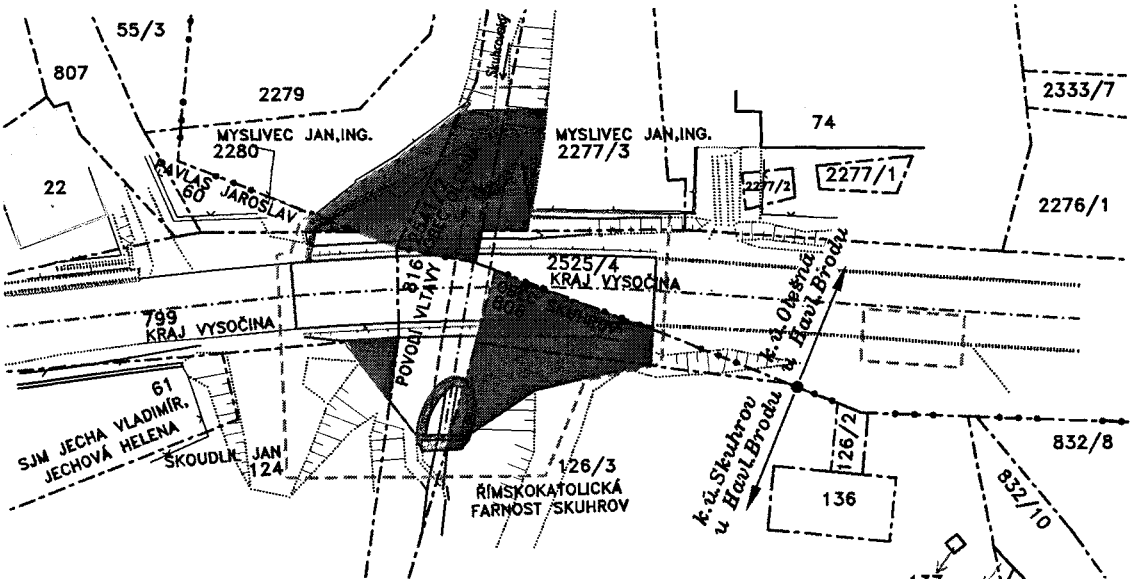 55/3
Skuhrovský
807
2279
2333/7
MYSLIVEC JAN,ING.
2280
MYSLIVEC JAN,ING.
2277/3
74
22
PAVLAS JAROSLAV
60
2277/2
2277/1
2276/1
816
POVODÍ VLTAVY
2525/4
KRAJ VYSOČINA
799
KRAJ VYSOČINA
k.ú. Olešná
u Havl.Brodu
k.ú.Skuhrov
u Havl.Brodu
61
SJM JECHA VLADIMÍR,
JECHOVÁ HELENA
ŠKOUDLÍN JAN
124
126/3
ŘÍMSKOKATOLICKÁ
FARNOST SKUHROV
126/2
136
832/8
832/10